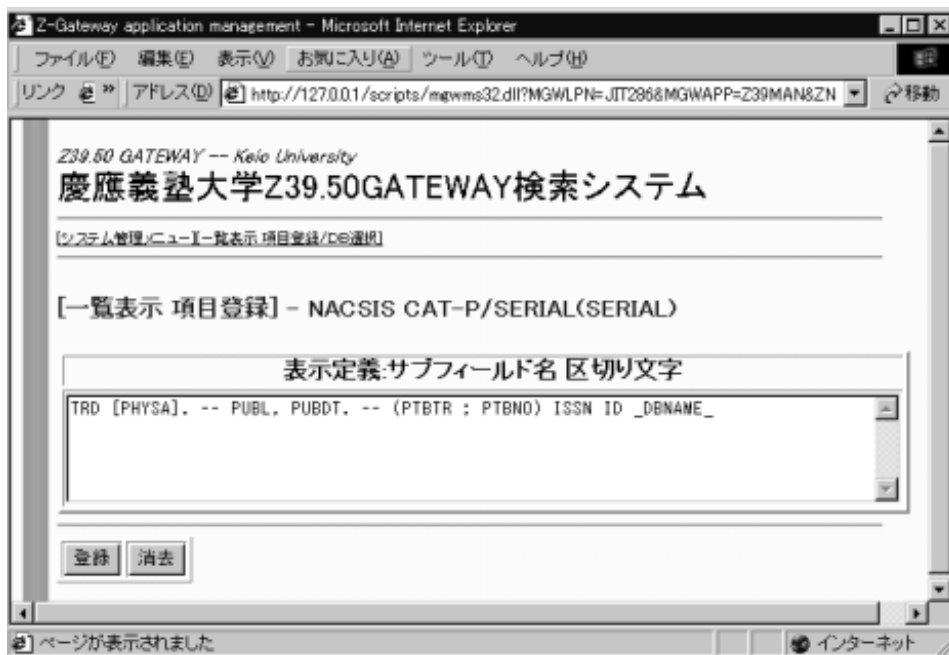 Z-Gateway application management - Microsoft Internet Explorer
ファイル(F) 編集(E) 表示(V) お気に入り(A) ツール(T) ヘルプ(H)
リンク » アドレス(D) http://127.0.0.1/scripts/mgwms32.dll?MGWLPN=JIT286&MGWAPP=Z39MAN&ZN 移動
Z39.50 GATEWAY -- Keio University
慶應義塾大学Z39.50GATEWAY検索システム
[システム管理メニュー][一覧表示 項目登録/DB選択]
[一覧表示 項目登録] - NACSIS CAT-P/SERIAL(SERIAL)
表示定義:サブフィールド名 区切り文字
TRD [PHYSA]. -- PUBL, PUBDT. -- (PTBTR ; PTBNO) ISSN ID _DBNAME_
登録 消去
ページが表示されました インターネット